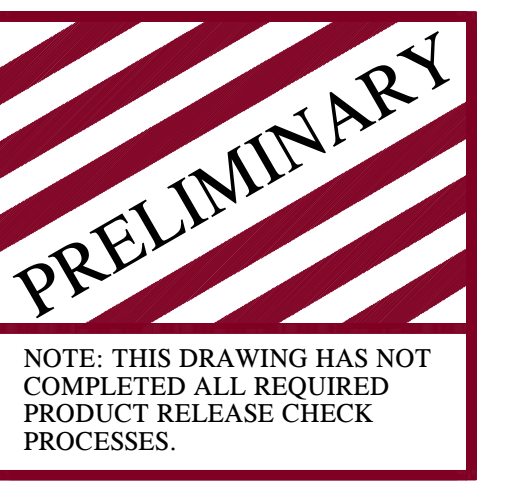 PRELIMINARY
NOTE: THIS DRAWING HAS NOT
COMPLETED ALL REQUIRED
PRODUCT RELEASE CHECK
PROCESSES.